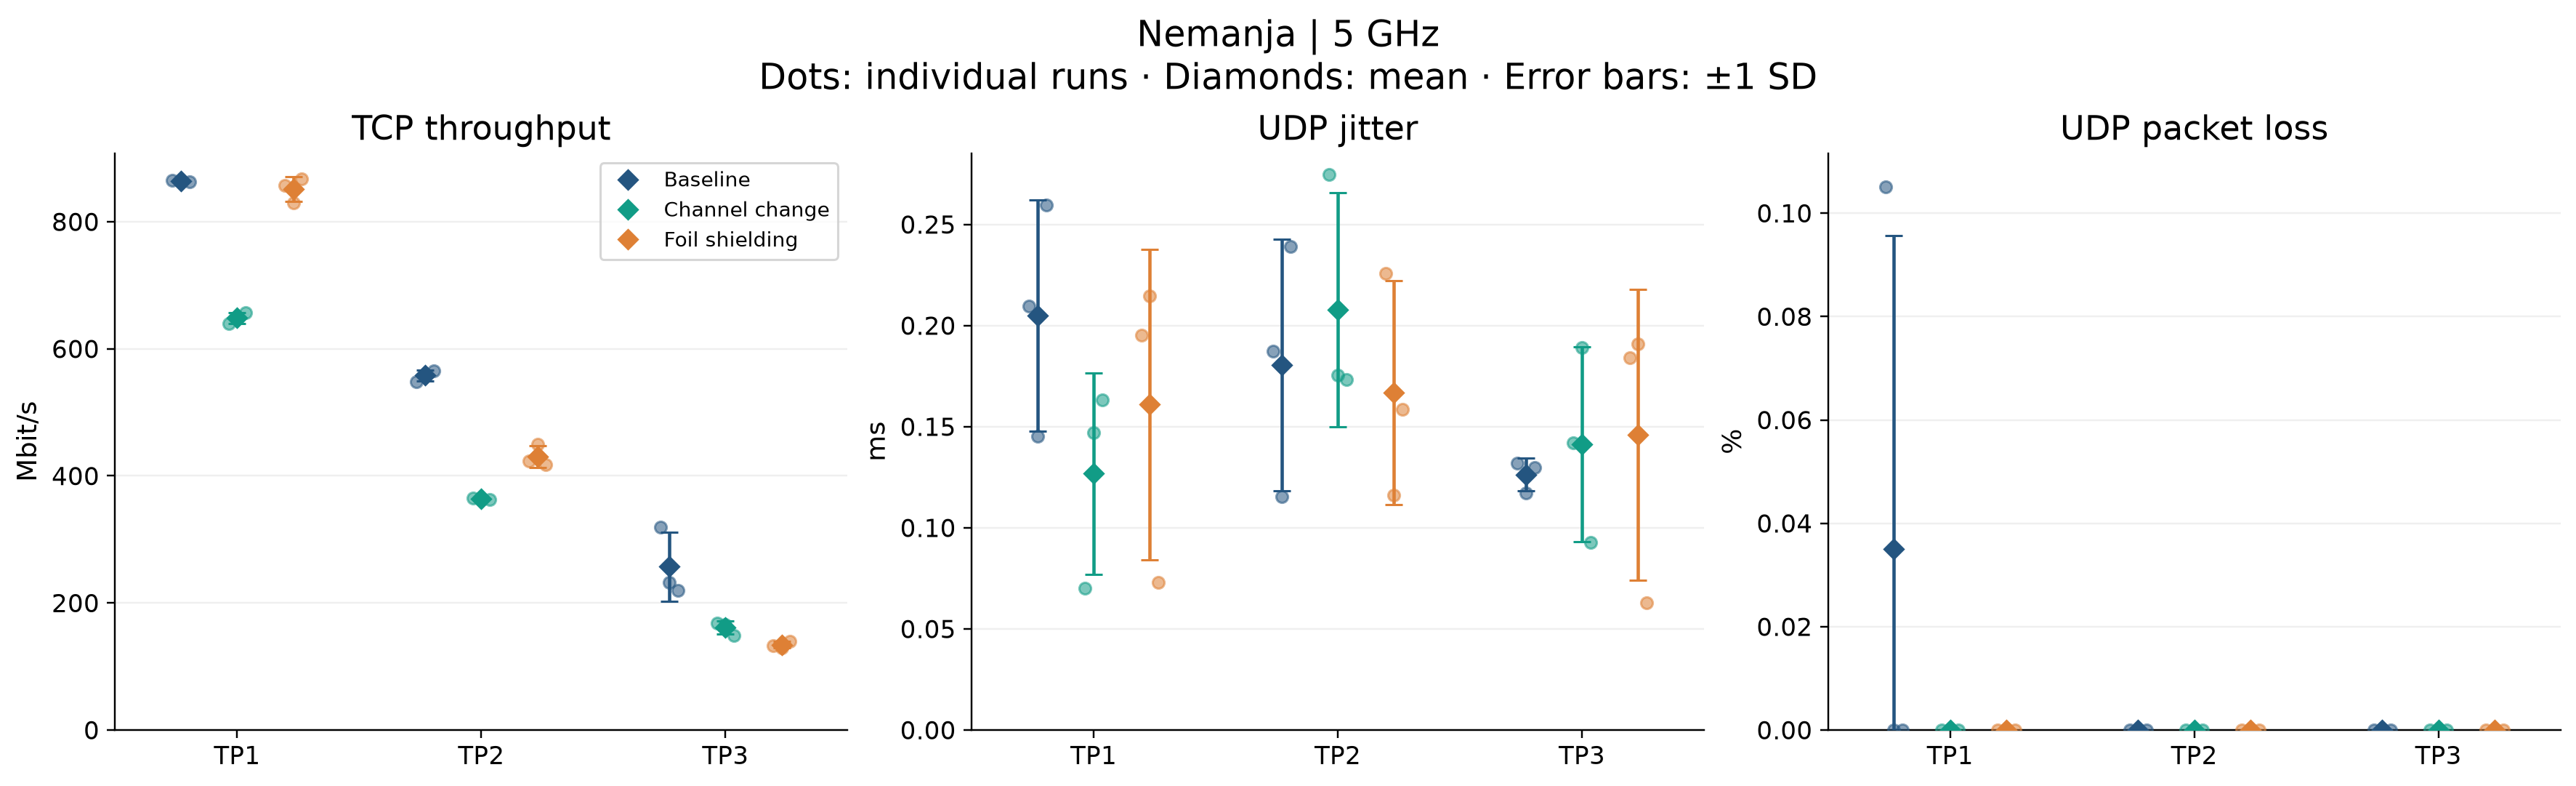 Nemanja | 5 GHz
Dots: individual runs · Diamonds: mean · Error bars: ±1 SD
TCP throughput
Mbit/s
800
600
400
200
0
TP1
TP2
TP3
Baseline
Channel change
Foil shielding
UDP jitter
ms
0.25
0.20
0.15
0.10
0.05
0.00
TP1
TP2
TP3
UDP packet loss
%
0.10
0.08
0.06
0.04
0.02
0.00
TP1
TP2
TP3